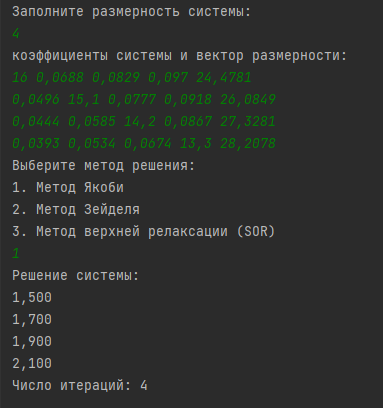 Заполните размерность системы:
4
коэффициенты системы и вектор размерности:
16 0,0688 0,0829 0,097 24,4781
0,0496 15,1 0,0777 0,0918 26,0849
0,0444 0,0585 14,2 0,0867 27,3281
0,0393 0,0534 0,0674 13,3 28,2078
Выберите метод решения:
1. Метод Якоби
2. Метод Зейделя
3. Метод верхней релаксации (SOR)
1
Решение системы:
1,500
1,700
1,900
2,100
Число итераций: 4